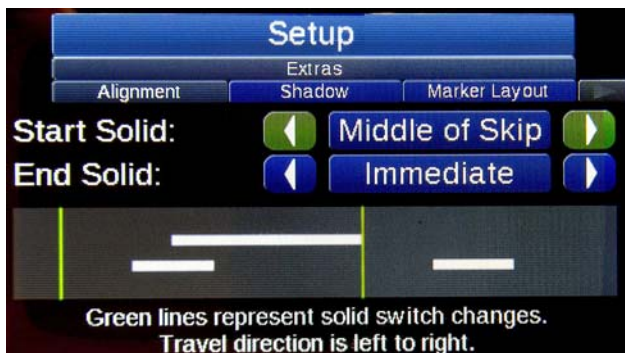 Setup
Extras
Alignment Shadow Marker Layout
Start Solid: Middle of Skip
End Solid: Immediate
Green lines represent solid switch changes.
Travel direction is left to right.